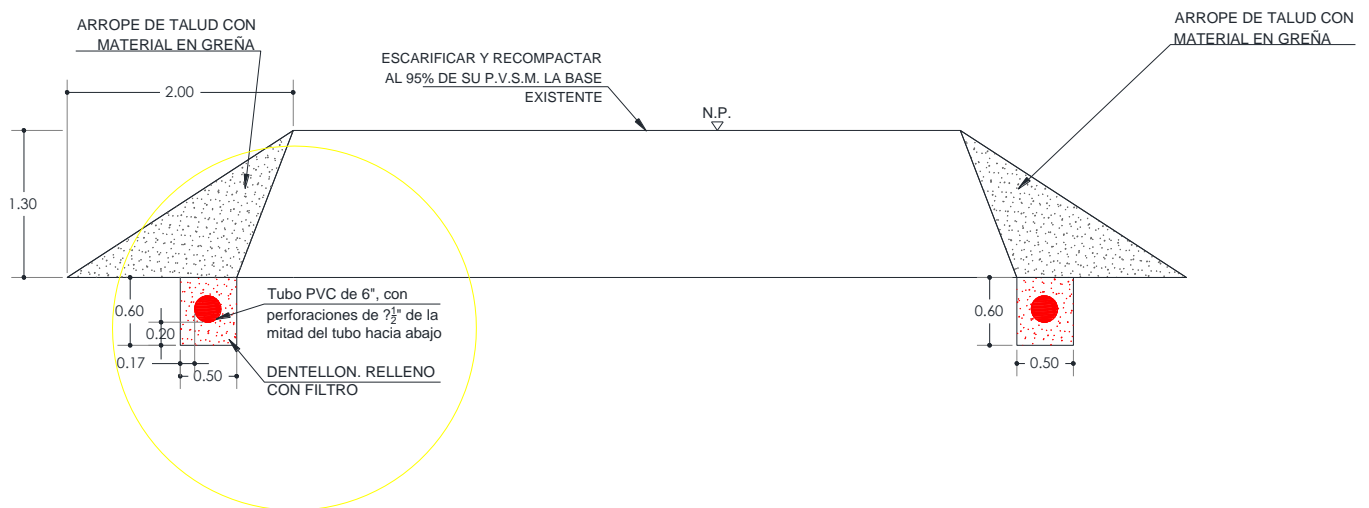 ARROPE DE TALUD CON
MATERIAL EN GREÑA
ARROPE DE TALUD CON
MATERIAL EN GREÑA
ESCARIFICAR Y RECOMPACTAR
AL 95% DE SU P.V.S.M. LA BASE
EXISTENTE
N.P.
2.00
1.30
0.60
0.20
0.17
0.50
Tubo PVC de 6", con
perforaciones de ?½" de la
mitad del tubo hacia abajo
DENTELLON. RELLENO
CON FILTRO
0.60
0.50